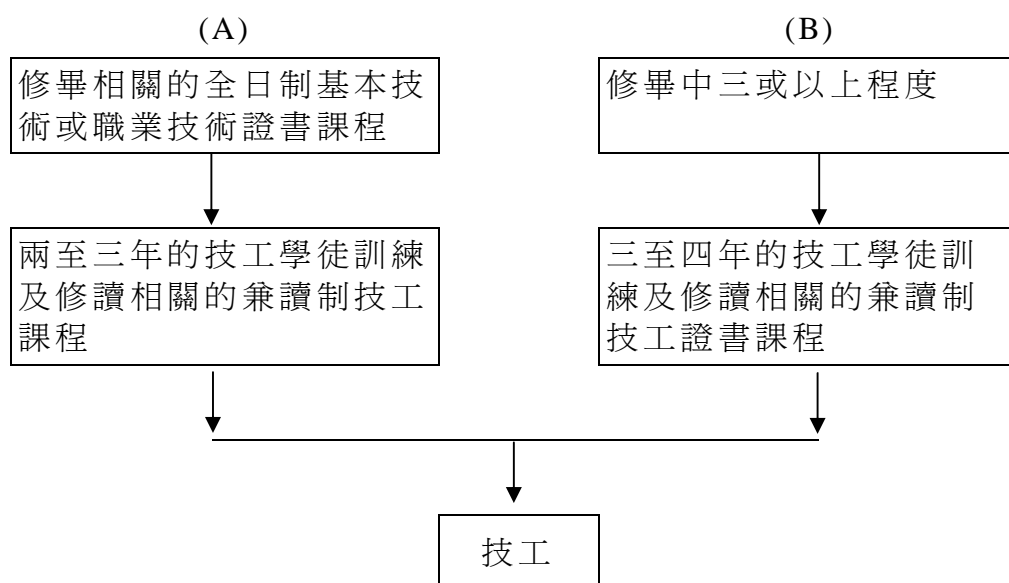 (A)
修畢相關的全日制基本技
術或職業技術證書課程
兩至三年的技工學徒訓練
及修讀相關的兼讀制技工
課程
(B)
修畢中三或以上程度
三至四年的技工學徒訓
練及修讀相關的兼讀制
技工證書課程
技工